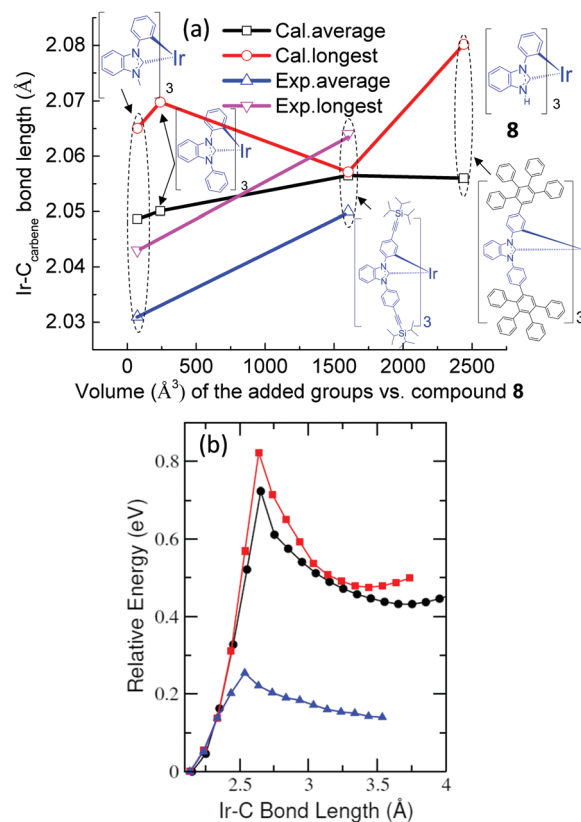 (a)
Cal.average
Cal.longest
Exp.average
Exp.longest
2.08
2.07
2.06
2.05
2.04
2.03
Ir-Ccarbene bond length (Å)
0 500 1000 1500 2000 2500
Volume (Å3) of the added groups vs. compound 8
N
N
Ir
3
N
N
Ir
3
N
N
H
Ir
3
8
Si
N
N
Ir
Si
3
N
N
Ir
3
(b)
0.8
0.6
0.4
0.2
0
Relative Energy (eV)
2.5 3 3.5 4
Ir-C Bond Length (Å)